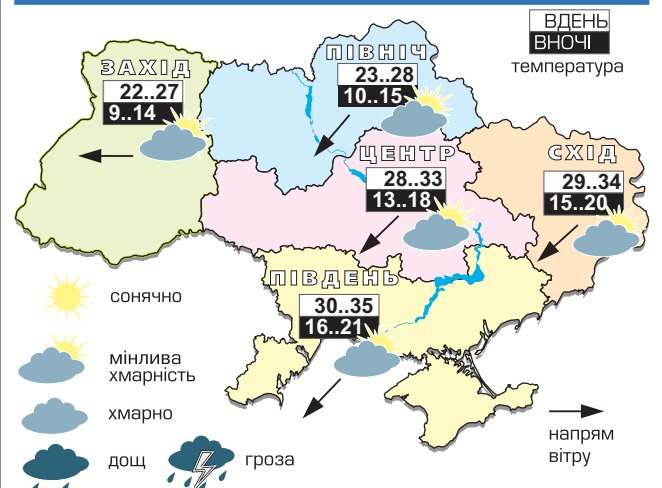 ВДЕНЬ
ВНОЧІ
температура
ЗАХІД
22..27
9..14
ПІВНІЧ
23..28
10..15
ЦЕНТР
28..33
13..18
СХІД
29..34
15..20
ПІВДЕНЬ
30..35
16..21
сонячно
мінлива
хмарність
хмарно
дощ
гроза
напрям
вітру